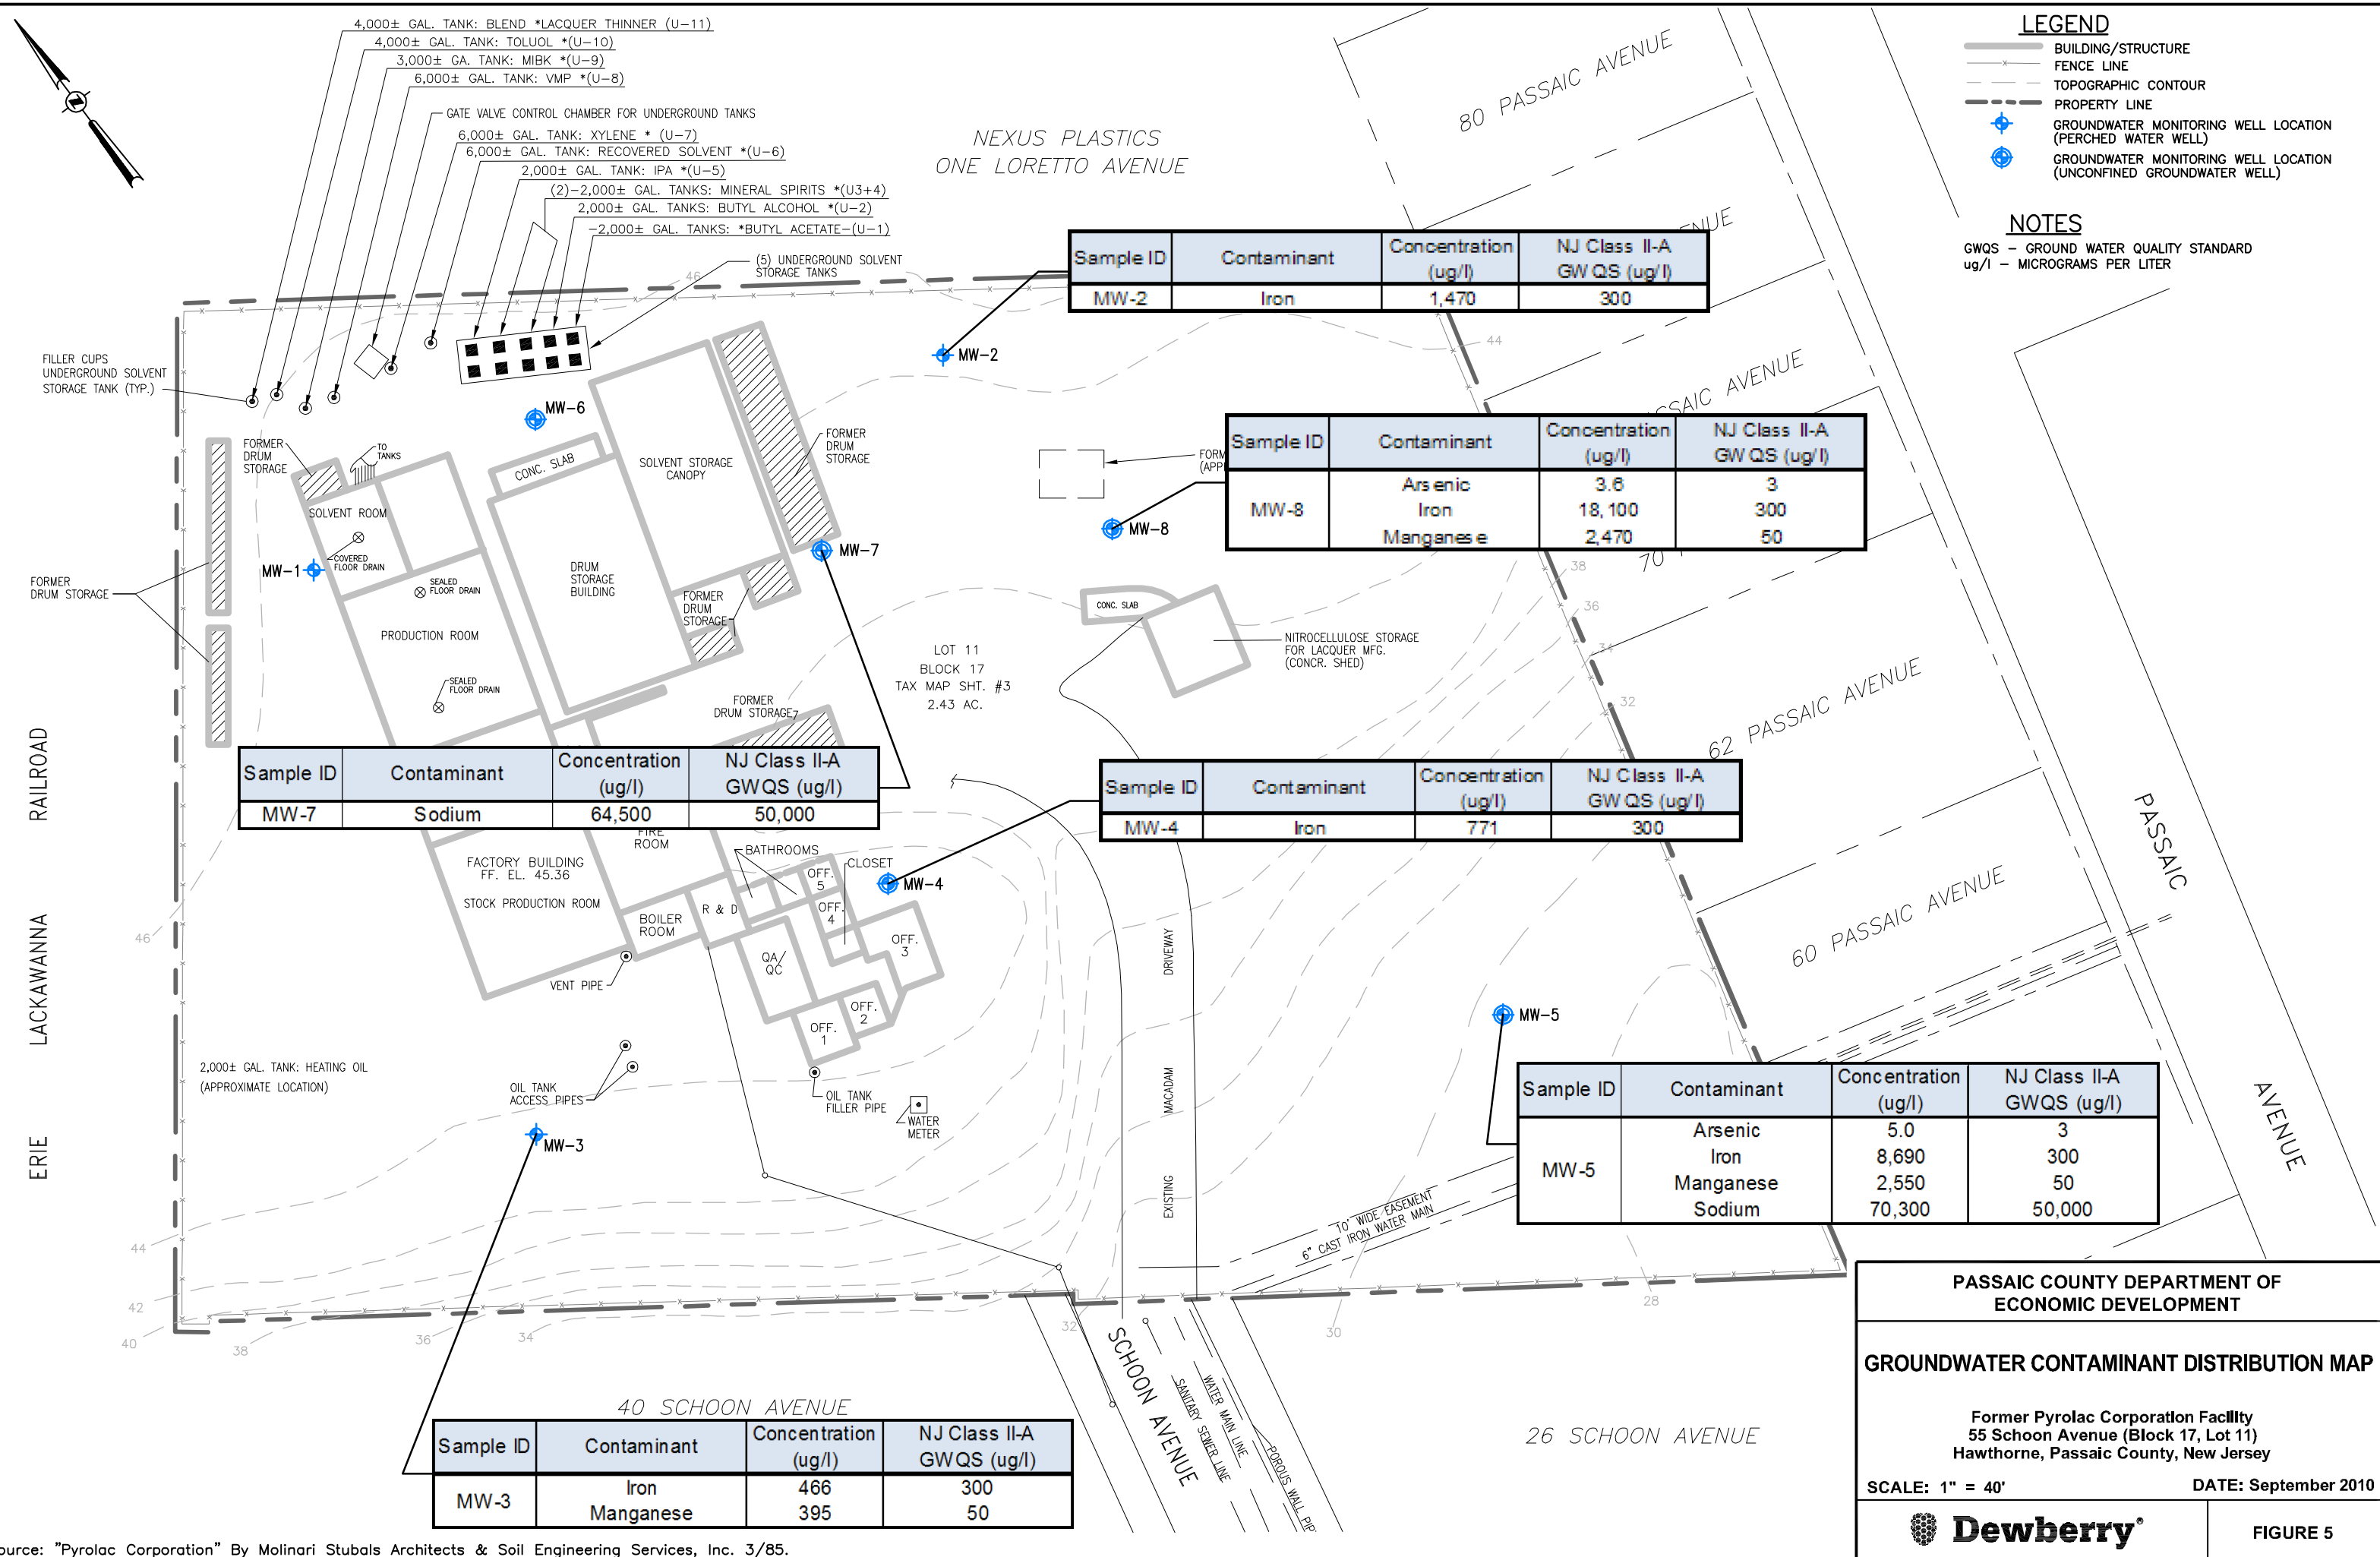 4,000± GAL. TANK: BLEND *LACQUER THINNER (U-11)
4,000± GAL. TANK: TOLUOL *(U-10)
3,000± GA. TANK: MIBK *(U-9)
6,000± GAL. TANK: VMP *(U-8)
GATE VALVE CONTROL CHAMBER FOR UNDERGROUND TANKS
6,000± GAL. TANK: XYLENE * (U-7)
6,000± GAL. TANK: RECOVERED SOLVENT *(U-6)
2,000± GAL. TANK: IPA *(U-5)
(2)-2,000± GAL. TANKS: MINERAL SPIRITS *(U3+4)
2,000± GAL. TANKS: BUTYL ALCOHOL *(U-2)
-2,000± GAL. TANKS: *BUTYL ACETATE-(U-1)
(5) UNDERGROUND SOLVENT
STORAGE TANKS
NEXUS PLASTICS
ONE LORETTO AVENUE
80 PASSAIC AVENUE
LEGEND
BUILDING/STRUCTURE
FENCE LINE
TOPOGRAPHIC CONTOUR
PROPERTY LINE
GROUNDWATER MONITORING WELL LOCATION
(PERCHED WATER WELL)
GROUNDWATER MONITORING WELL LOCATION
(UNCONFINED GROUNDWATER WELL)
NOTES
GWQS - GROUND WATER QUALITY STANDARD
ug/l - MICROGRAMS PER LITER
Sample ID Contaminant Concentration (ug/l) NJ Class II-A GWQS (ug/l)
MW-2 Iron 1,470 300
46
44
MW-2
FILLER CUPS
UNDERGROUND SOLVENT
STORAGE TANK (TYP.)
MW-6
FORMER
DRUM
STORAGE
TO
TANKS
CONC. SLAB
SOLVENT STORAGE
CANOPY
FORMER
DRUM
STORAGE
AVENUE
Sample ID Contaminant Concentration (ug/l) NJ Class II-A GWQS (ug/l)
MW-8 Arsenic 3.6 3
Iron 18,100 300
Manganese 2,470 50
SOLVENT ROOM
COVERED
FLOOR DRAIN
MW-1
SEALED
FLOOR DRAIN
MW-7
MW-8
70
38
36
34
32
FORMER
DRUM STORAGE
DRUM
STORAGE
BUILDING
FORMER
DRUM
STORAGE
CONC. SLAB
PRODUCTION ROOM
NITROCELLULOSE STORAGE
FOR LACQUER MFG.
(CONCR. SHED)
LOT 11
BLOCK 17
TAX MAP SHT. #3
2.43 AC.
SEALED
FLOOR DRAIN
FORMER
DRUM STORAGE
62 PASSAIC AVENUE
Sample ID Contaminant Concentration (ug/l) NJ Class II-A GWQS (ug/l)
MW-7 Sodium 64,500 50,000
Sample ID Contaminant Concentration (ug/l) NJ Class II-A GWQS (ug/l)
MW-4 Iron 771 300
FIRE
ROOM
BATHROOMS
CLOSET
FACTORY BUILDING
FF. EL. 45.36
STOCK PRODUCTION ROOM
OFF.
5
OFF.
4
MW-4
R & D
BOILER
ROOM
OFF.
3
QA/
QC
OFF.
2
OFF.
1
VENT PIPE
60 PASSAIC AVENUE
PASSAIC
AVENUE
ERIE LACKAWANNA RAILROAD
46
2,000± GAL. TANK: HEATING OIL
(APPROXIMATE LOCATION)
OIL TANK
ACCESS PIPES
OIL TANK
FILLER PIPE
WATER
METER
MW-3
MW-5
EXISTING MACADAM DRIVEWAY
Sample ID Contaminant Concentration (ug/l) NJ Class II-A GWQS (ug/l)
MW-5 Arsenic 5.0 3
Iron 8,690 300
Manganese 2,550 50
Sodium 70,300 50,000
10' WIDE EASEMENT
6" CAST IRON WATER MAIN
44
42
40
38
36
34
32
30
28
SCHOON AVENUE
SANITARY SEWER LINE
WATER MAIN LINE
POROUS WALL PIP
40 SCHOON AVENUE
26 SCHOON AVENUE
Sample ID Contaminant Concentration (ug/l) NJ Class II-A GWQS (ug/l)
MW-3 Iron 466 300
Manganese 395 50
PASSAIC COUNTY DEPARTMENT OF
ECONOMIC DEVELOPMENT
GROUNDWATER CONTAMINANT DISTRIBUTION MAP
Former Pyrolac Corporation Facility
55 Schoon Avenue (Block 17, Lot 11)
Hawthorne, Passaic County, New Jersey
SCALE: 1" = 40'
DATE: September 2010
Dewberry®
FIGURE 5
ource: "Pyrolac Corporation" By Molinari Stubals Architects & Soil Engineering Services, Inc. 3/85.